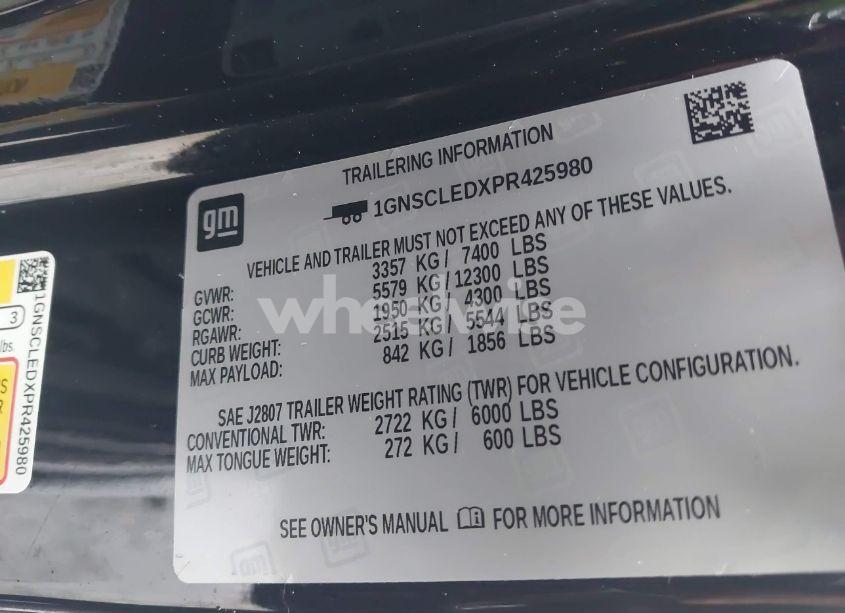 TRAILERING INFORMATION
gm
1GNSCLEDXPR425980
VEHICLE AND TRAILER MUST NOT EXCEED ANY OF THESE VALUES.
GVWR: 3357 KG / 7400 LBS
GCWR: 5579 KG / 12300 LBS
RGAWR: 1950 KG / 4300 LBS
CURB WEIGHT: 2515 KG / 5544 LBS
MAX PAYLOAD: 842 KG / 1856 LBS
wheelwise
SAE J2807 TRAILER WEIGHT RATING (TWR) FOR VEHICLE CONFIGURATION.
CONVENTIONAL TWR: 2722 KG / 6000 LBS
MAX TONGUE WEIGHT: 272 KG / 600 LBS
SEE OWNER'S MANUAL FOR MORE INFORMATION
3
lbs.
1GNSCLEDXPR425980